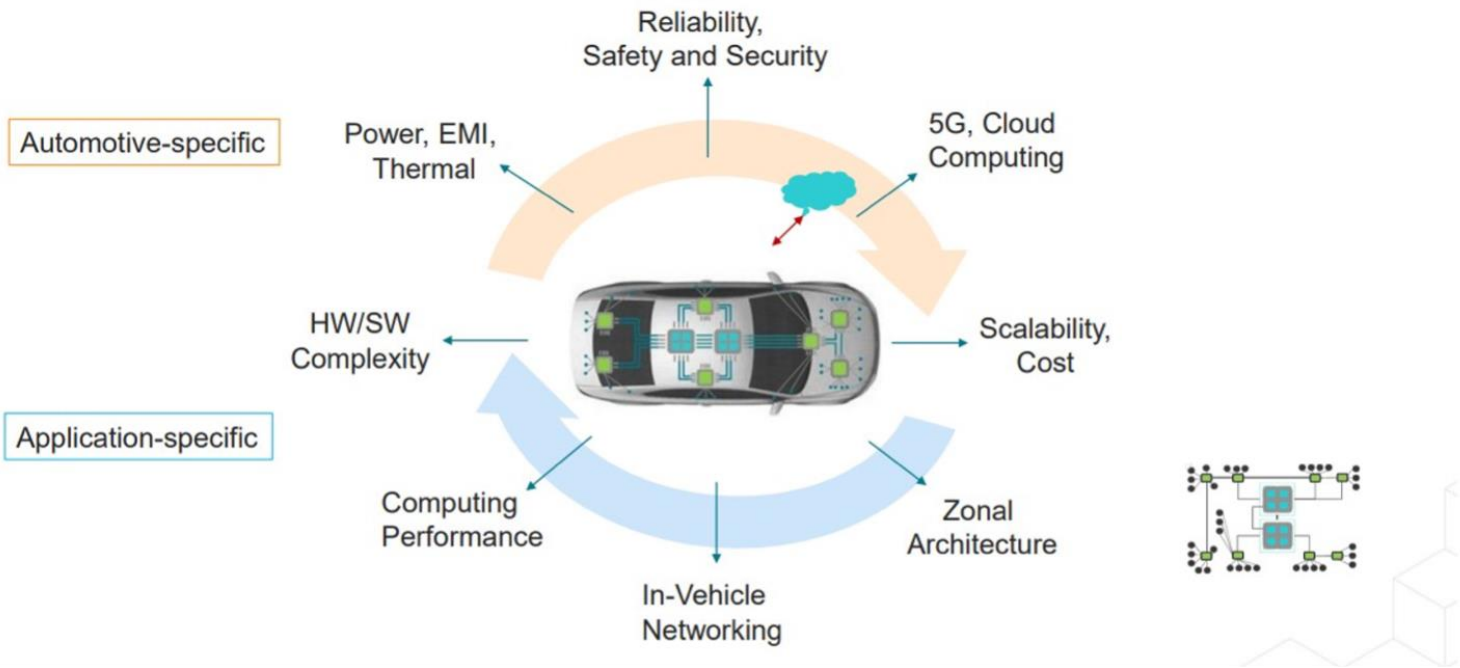 Reliability,
Safety and Security
Automotive-specific
Power, EMI,
Thermal
5G, Cloud
Computing
HW/SW
Complexity
Scalability,
Cost
Application-specific
Computing
Performance
Zonal
Architecture
In-Vehicle
Networking